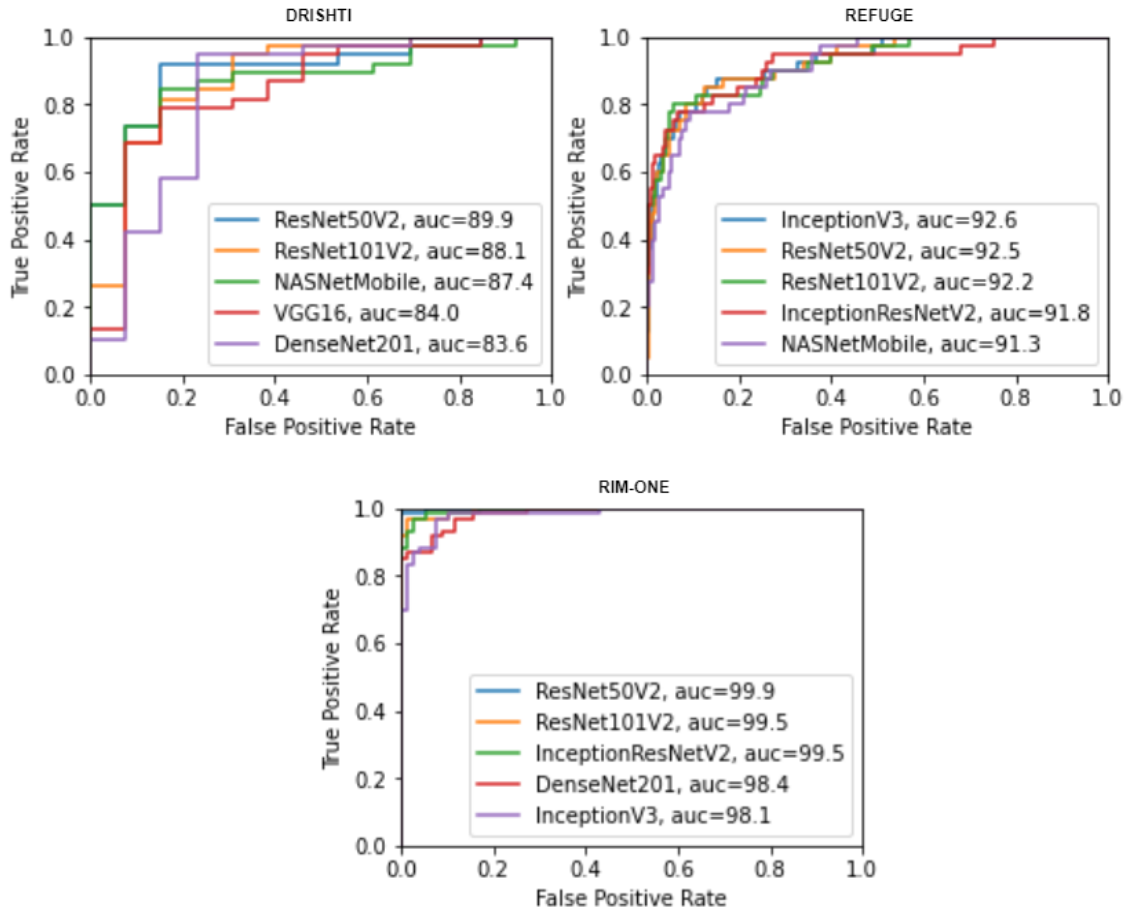 DRISHTI
1.0
0.8
0.6
0.4
0.2
0.0
True Positive Rate
ResNet50V2, auc=89.9
ResNet101V2, auc=88.1
NASNetMobile, auc=87.4
VGG16, auc=84.0
DenseNet201, auc=83.6
0.0 0.2 0.4 0.6 0.8 1.0
False Positive Rate
REFUGE
1.0
0.8
0.6
0.4
0.2
0.0
True Positive Rate
InceptionV3, auc=92.6
ResNet50V2, auc=92.5
ResNet101V2, auc=92.2
InceptionResNetV2, auc=91.8
NASNetMobile, auc=91.3
0.0 0.2 0.4 0.6 0.8 1.0
False Positive Rate
RIM-ONE
1.0
0.8
0.6
0.4
0.2
0.0
True Positive Rate
ResNet50V2, auc=99.9
ResNet101V2, auc=99.5
InceptionResNetV2, auc=99.5
DenseNet201, auc=98.4
InceptionV3, auc=98.1
0.0 0.2 0.4 0.6 0.8 1.0
False Positive Rate